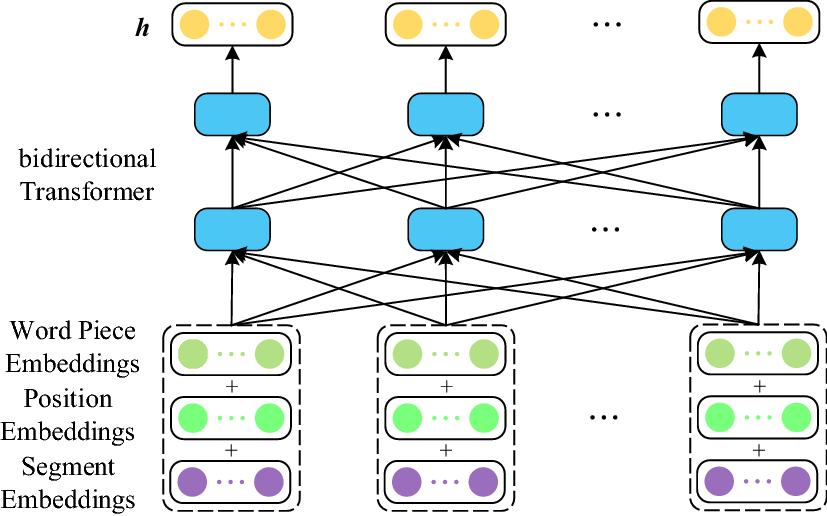 h
bidirectional
Transformer
Word Piece
Embeddings
+
Position
Embeddings
+
Segment
Embeddings